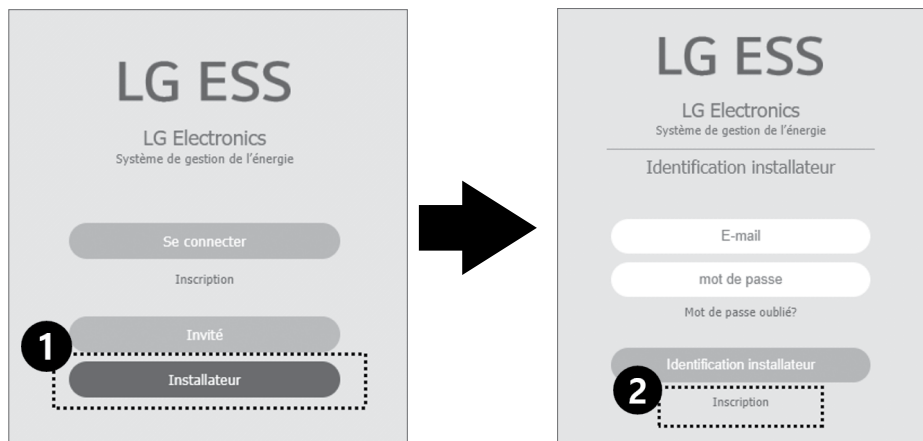 LG ESS
LG Electronics
Système de gestion de l'énergie
Se connecter
Inscription
Invité
1
Installateur
LG ESS
LG Electronics
Système de gestion de l'énergie
Identification installateur
E-mail
mot de passe
Mot de passe oublié?
Identification installateur
2
Inscription